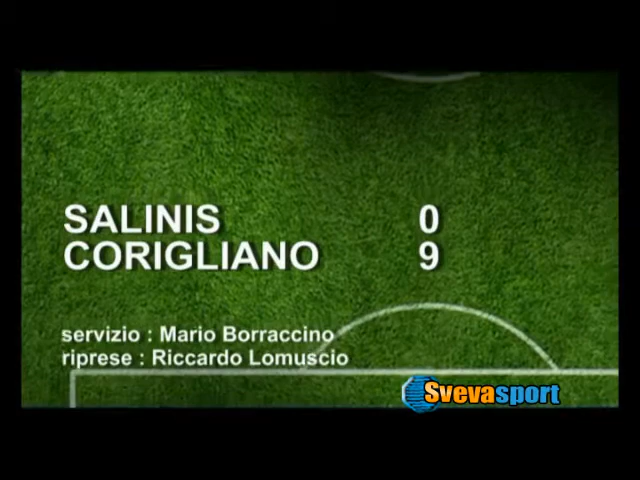 SALINIS 0
CORIGLIANO 9
servizio : Mario Borraccino
riprese : Riccardo Lomuscio
Svevasport